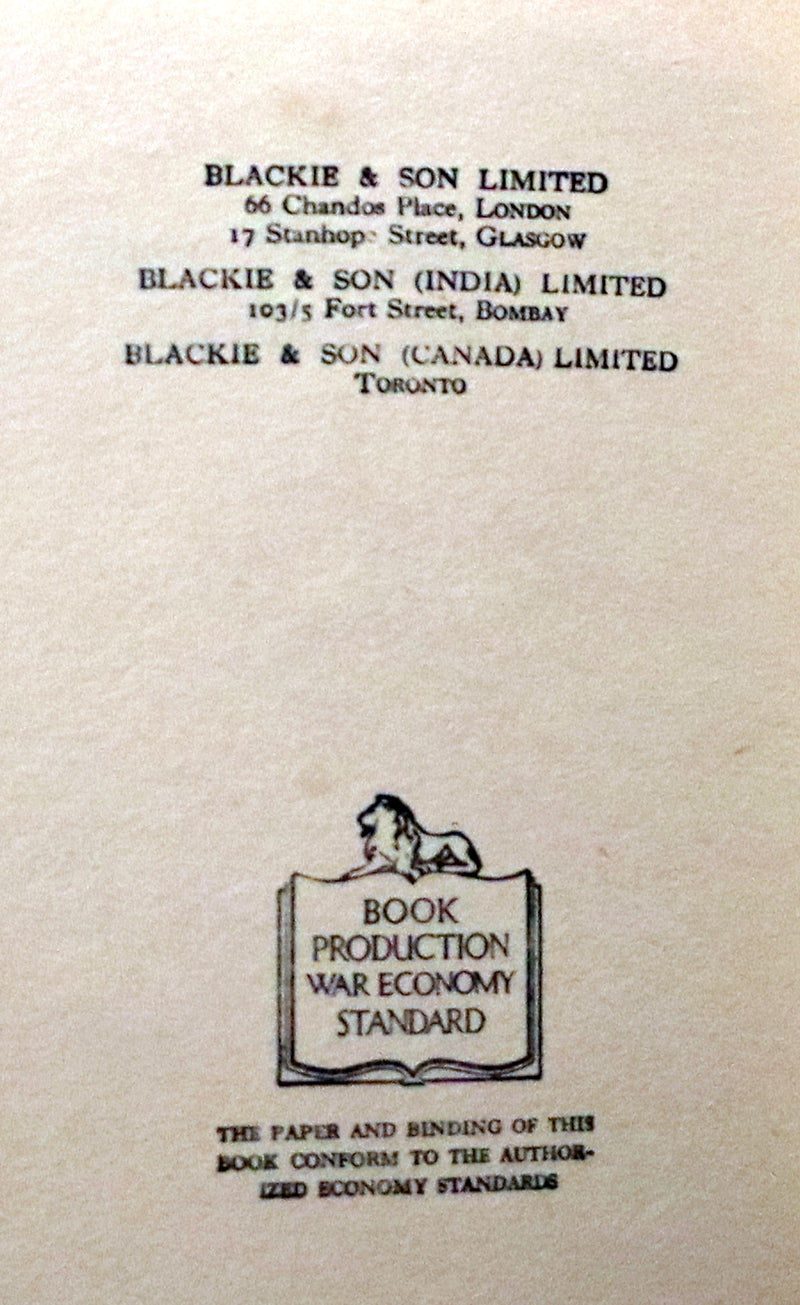 BLACKIE & SON LIMITED
66 Chandos Place, LONDON
17 Stanhope Street, GLASGOW
BLACKIE & SON (INDIA) LIMITED
103/5 Fort Street, BOMBAY
BLACKIE & SON (CANADA) LIMITED
TORONTO
BOOK
PRODUCTION
WAR ECONOMY
STANDARD
THE PAPER AND BINDING OF THIS
BOOK CONFORM TO THE AUTHOR-
IZED ECONOMY STANDARDS